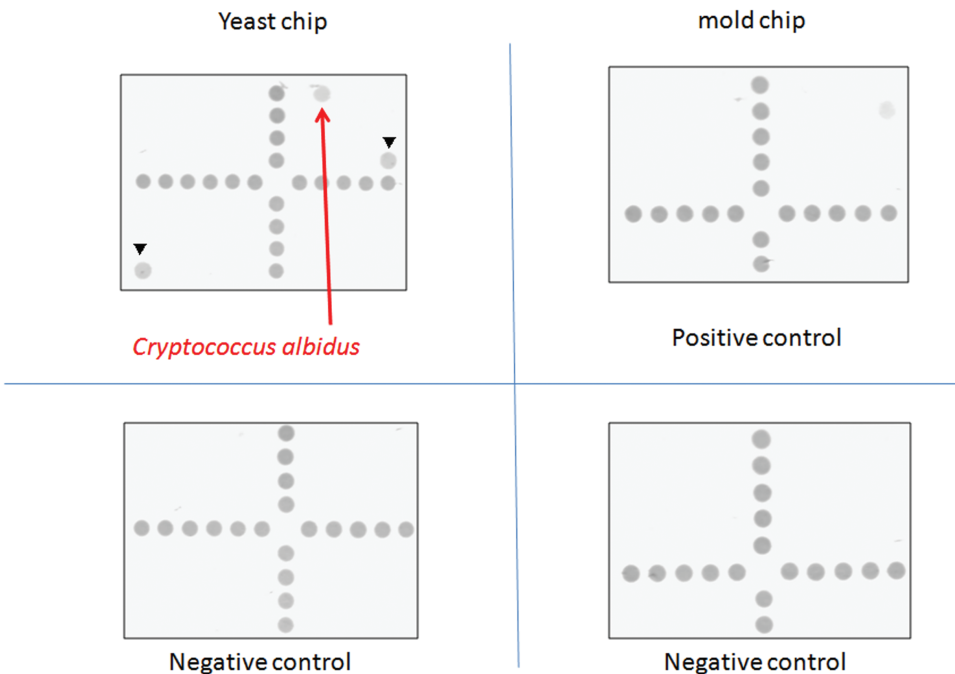 Yeast chip
mold chip
Cryptococcus albidus
Positive control
Negative control
Negative control